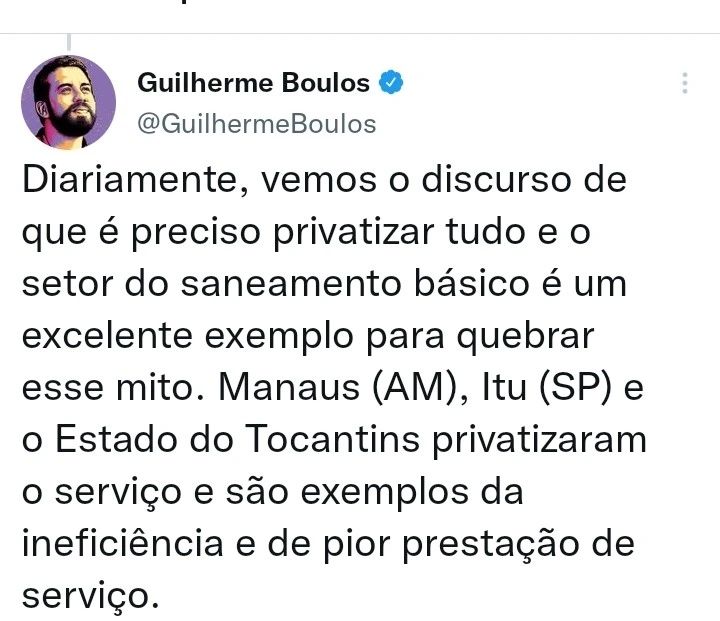 Guilherme Boulos
@GuilhermeBoulos
Diariamente, vemos o discurso de
que é preciso privatizar tudo e o
setor do saneamento básico é um
excelente exemplo para quebrar
esse mito. Manaus (AM), Itu (SP) e
o Estado do Tocantins privatizaram
o serviço e são exemplos da
ineficiência e de pior prestação de
serviço.